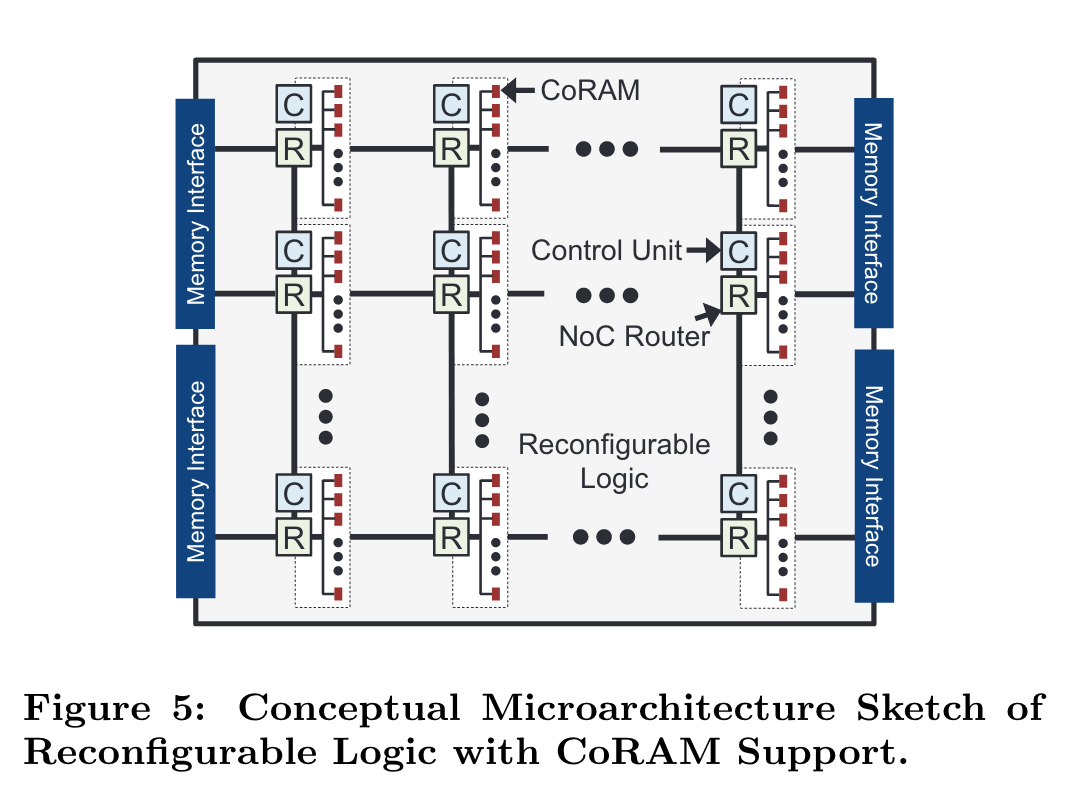 C
C
CoRAM
C
R
R
R
Memory Interface
Memory Interface
C
C
Control Unit
C
R
R
R
NoC Router
Reconfigurable
Logic
Memory Interface
Memory Interface
C
C
C
R
R
R
Figure 5: Conceptual Microarchitecture Sketch of
Reconfigurable Logic with CoRAM Support.